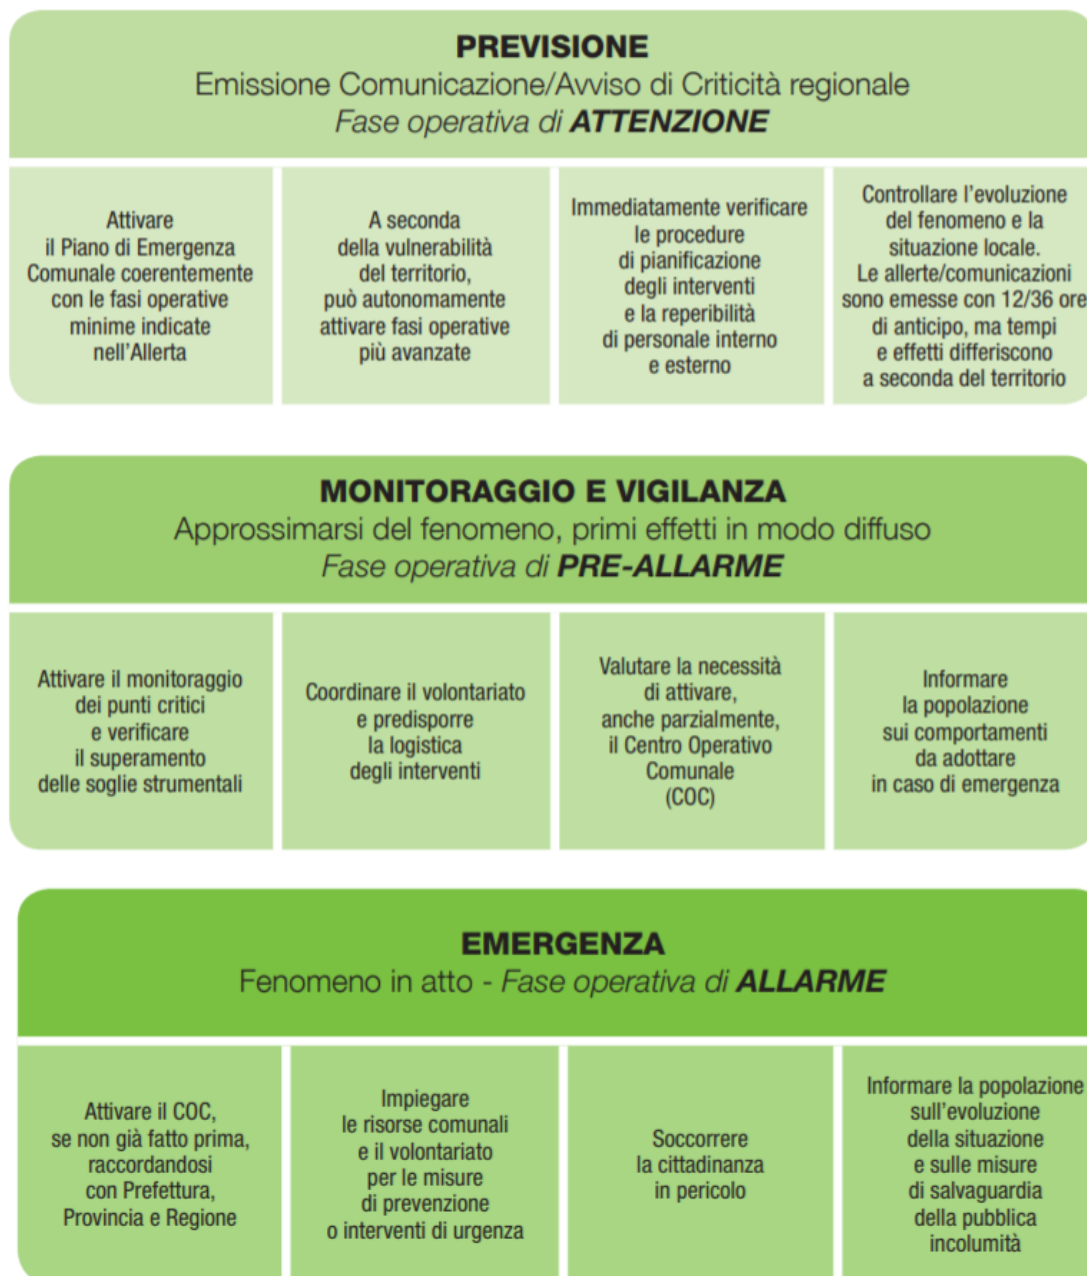 PREVISIONE
Emissione Comunicazione/Avviso di Criticità regionale
Fase operativa di ATTENZIONE
Attivare
il Piano di Emergenza
Comunale coerentemente
con le fasi operative
minime indicate
nell'Allerta
A seconda
della vulnerabilità
del territorio,
può autonomamente
attivare fasi operative
più avanzate
Immediatamente verificare
le procedure
di pianificazione
degli interventi
e la reperibilità
di personale interno
e esterno
Controllare l'evoluzione
del fenomeno e la
situazione locale.
Le allerte/comunicazioni
sono emesse con 12/36 ore
di anticipo, ma tempi
e effetti differiscono
a seconda del territorio
MONITORAGGIO E VIGILANZA
Approssimarsi del fenomeno, primi effetti in modo diffuso
Fase operativa di PRE-ALLARME
Attivare il monitoraggio
dei punti critici
e verificare
il superamento
delle soglie strumentali
Coordinare il volontariato
e predisporre
la logistica
degli interventi
Valutare la necessità
di attivare,
anche parzialmente,
il Centro Operativo
Comunale
(COC)
Informare
la popolazione
sui comportamenti
da adottare
in caso di emergenza
EMERGENZA
Fenomeno in atto - Fase operativa di ALLARME
Attivare il COC,
se non già fatto prima,
raccordandosi
con Prefettura,
Provincia e Regione
Impiegare
le risorse comunali
e il volontariato
per le misure
di prevenzione
o interventi di urgenza
Soccorrere
la cittadinanza
in pericolo
Informare la popolazione
sull'evoluzione
della situazione
e sulle misure
di salvaguardia
della pubblica
incolumità